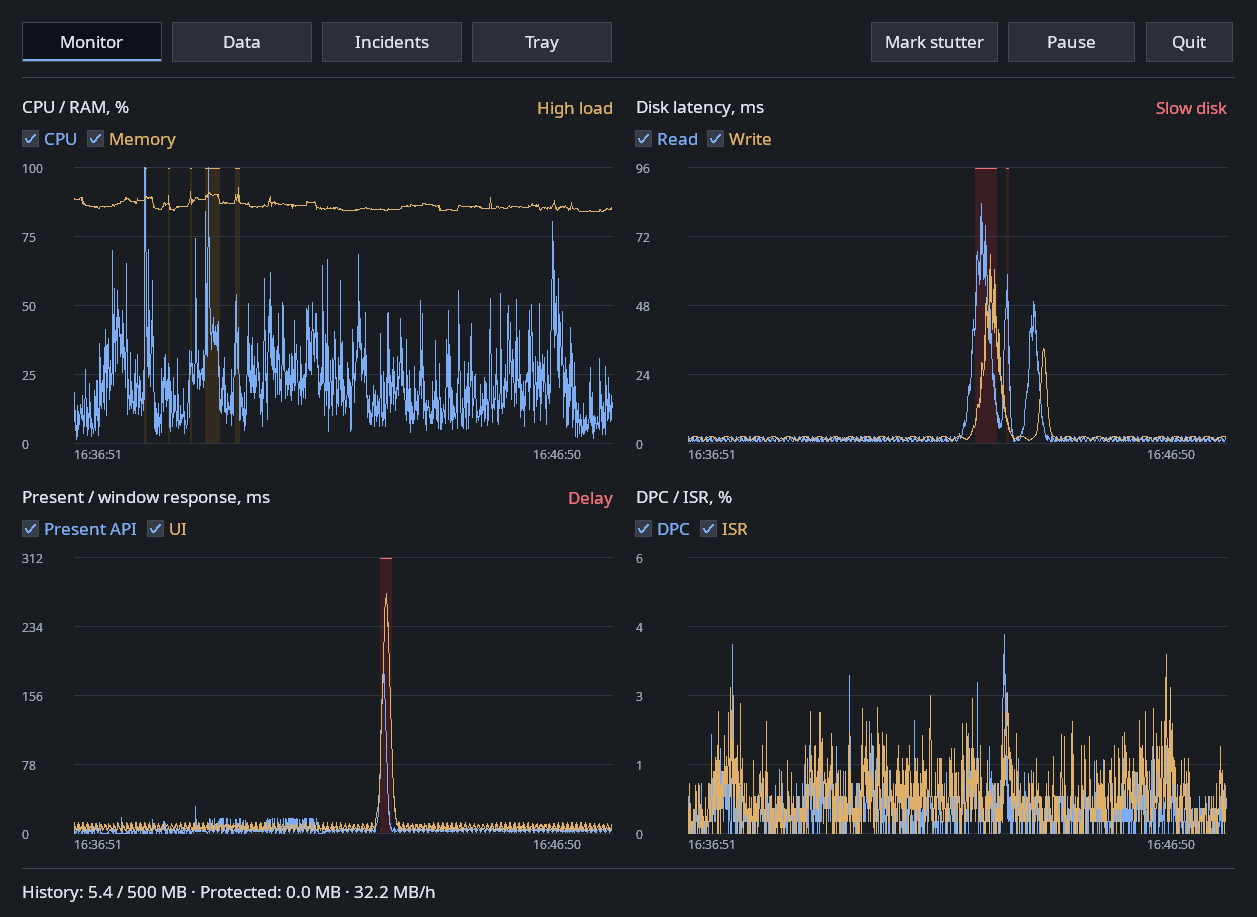 Monitor Data Incidents Tray Mark stutter Pause Quit
CPU / RAM, % High load
CPU Memory
100
75
50
25
0
16:36:51 16:46:50
Disk latency, ms Slow disk
Read Write
96
72
48
24
0
16:36:51 16:46:50
Present / window response, ms Delay
Present API UI
312
234
156
78
0
16:36:51 16:46:50
DPC / ISR, %
DPC ISR
6
4
3
1
0
16:36:51 16:46:50
History: 5.4 / 500 MB · Protected: 0.0 MB · 32.2 MB/h